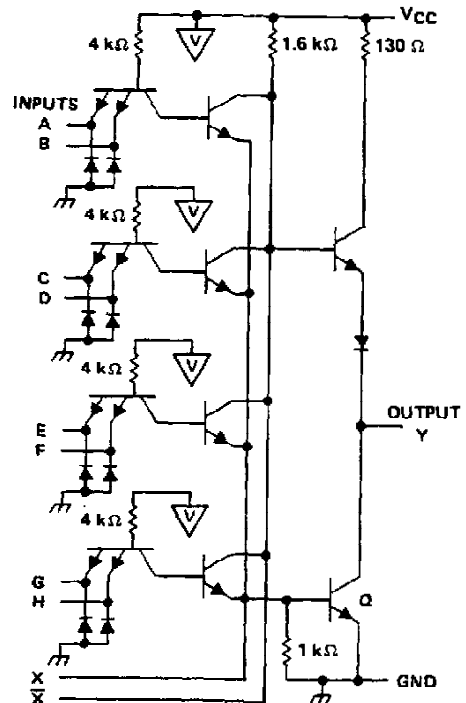 VCC
4 kΩ
V
1.6 kΩ
130 Ω
INPUTS
A
B
4 kΩ
V
C
D
4 kΩ
V
OUTPUT
Y
E
F
4 kΩ
V
G
H
Q
1 kΩ
X
GND
X̅